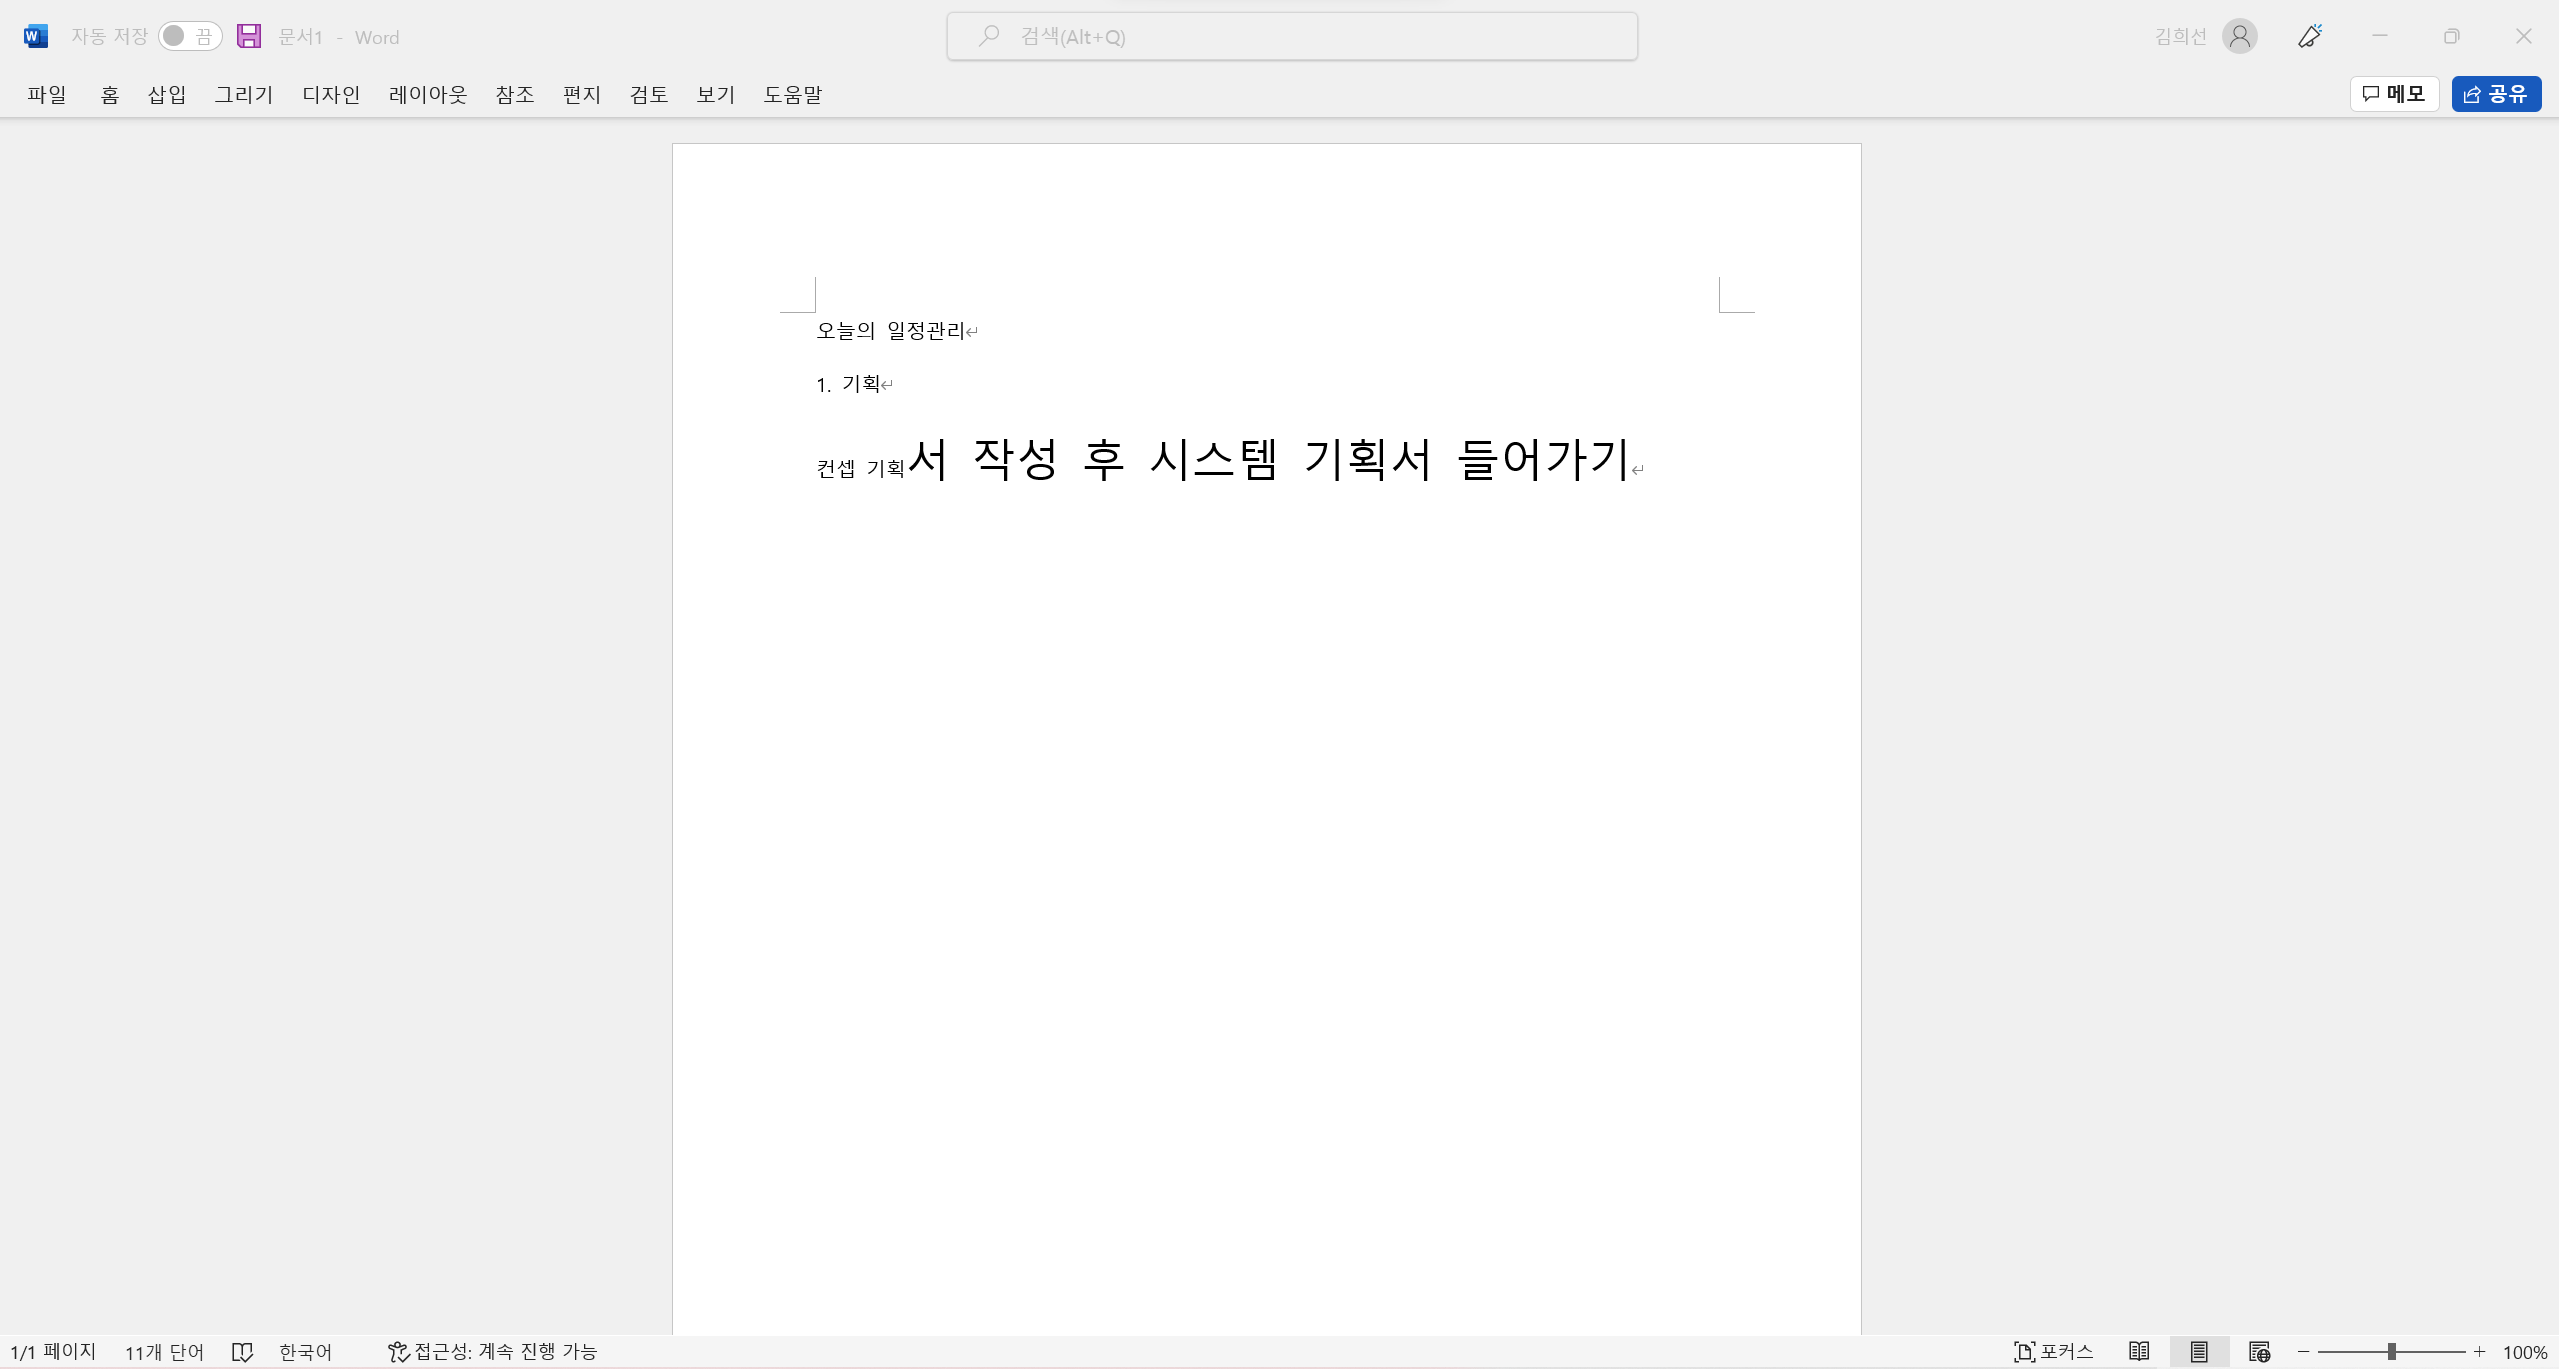 자동 저장 끔 문서1 - Word 검색(Alt+Q) 김희선
파일 홈 삽입 그리기 디자인 레이아웃 참조 편지 검토 보기 도움말 메모 공유
오늘의 일정관리
1. 기획
컨셉 기획서 작성 후 시스템 기획서 들어가기
1/1 페이지 11개 단어 한국어 접근성: 계속 진행 가능 포커스 100%